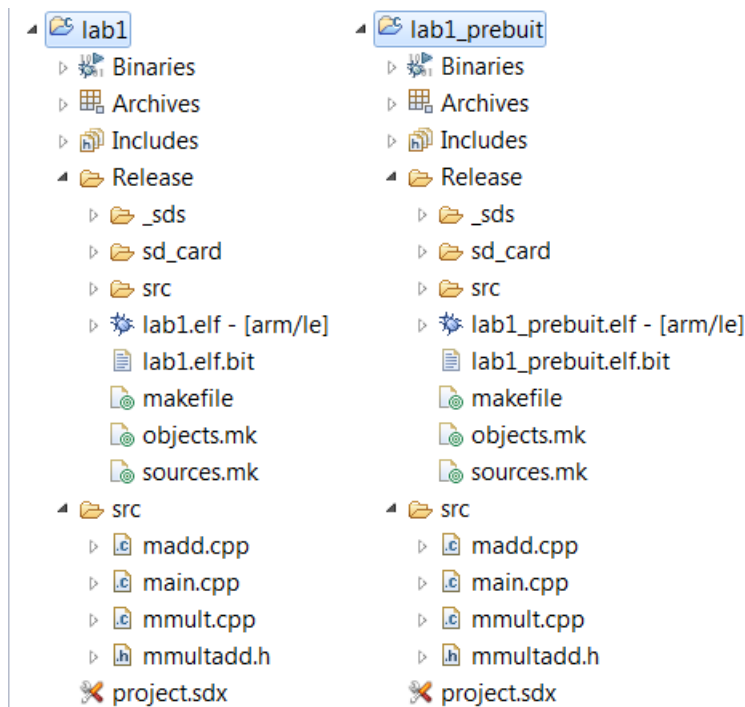 lab1
Binaries
Archives
Includes
Release
_sds
sd_card
src
lab1.elf - [arm/le]
lab1.elf.bit
makefile
objects.mk
sources.mk
src
madd.cpp
main.cpp
mmult.cpp
mmultadd.h
project.sdx
lab1_prebuit
Binaries
Archives
Includes
Release
_sds
sd_card
src
lab1_prebuit.elf - [arm/le]
lab1_prebuit.elf.bit
makefile
objects.mk
sources.mk
src
madd.cpp
main.cpp
mmult.cpp
mmultadd.h
project.sdx